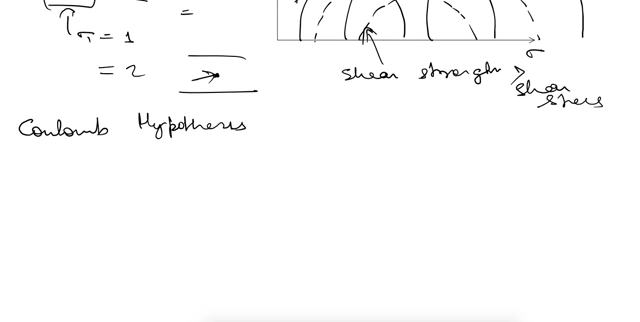 =
σ = 1
= 2
σ
shear strength > shear stress
Coulomb Hypothesis